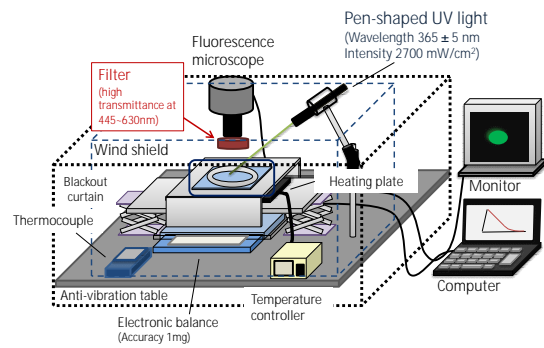 Pen-shaped UV light
(Wavelength 365 ± 5 nm
Intensity 2700 mW/cm²)
Fluorescence
microscope
Filter
(high
transmittance at
445~630nm)
Wind shield
Blackout
curtain
Heating plate
Monitor
Thermocouple
Computer
Anti-vibration table
Temperature
controller
Electronic balance
(Accuracy 1mg)